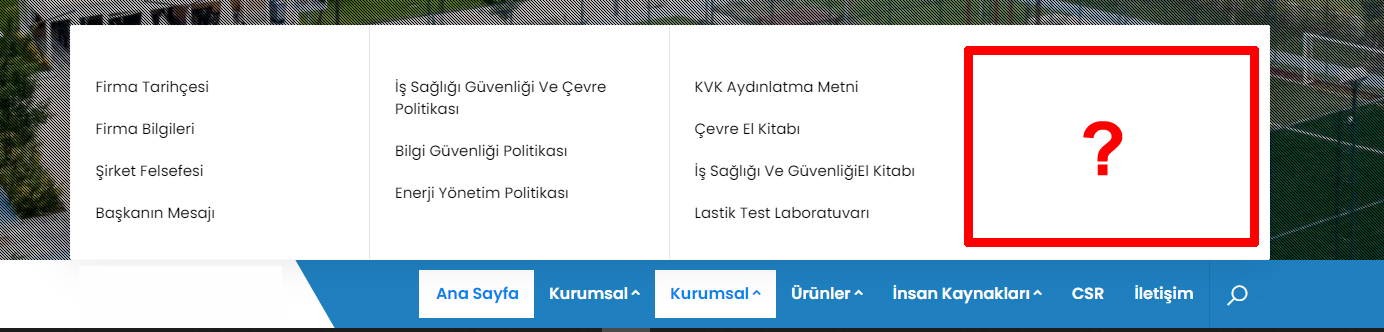 Firma Tarihçesi
Firma Bilgileri
Şirket Felsefesi
Başkanın Mesajı
İş Sağlığı Güvenliği Ve Çevre
Politikası
Bilgi Güvenliği Politikası
Enerji Yönetim Politikası
KVK Aydınlatma Metni
Çevre El Kitabı
İş Sağlığı Ve GüvenliğiEl Kitabı
Lastik Test Laboratuvarı
?
Ana Sayfa Kurumsal Kurumsal Ürünler İnsan Kaynakları CSR İletişim